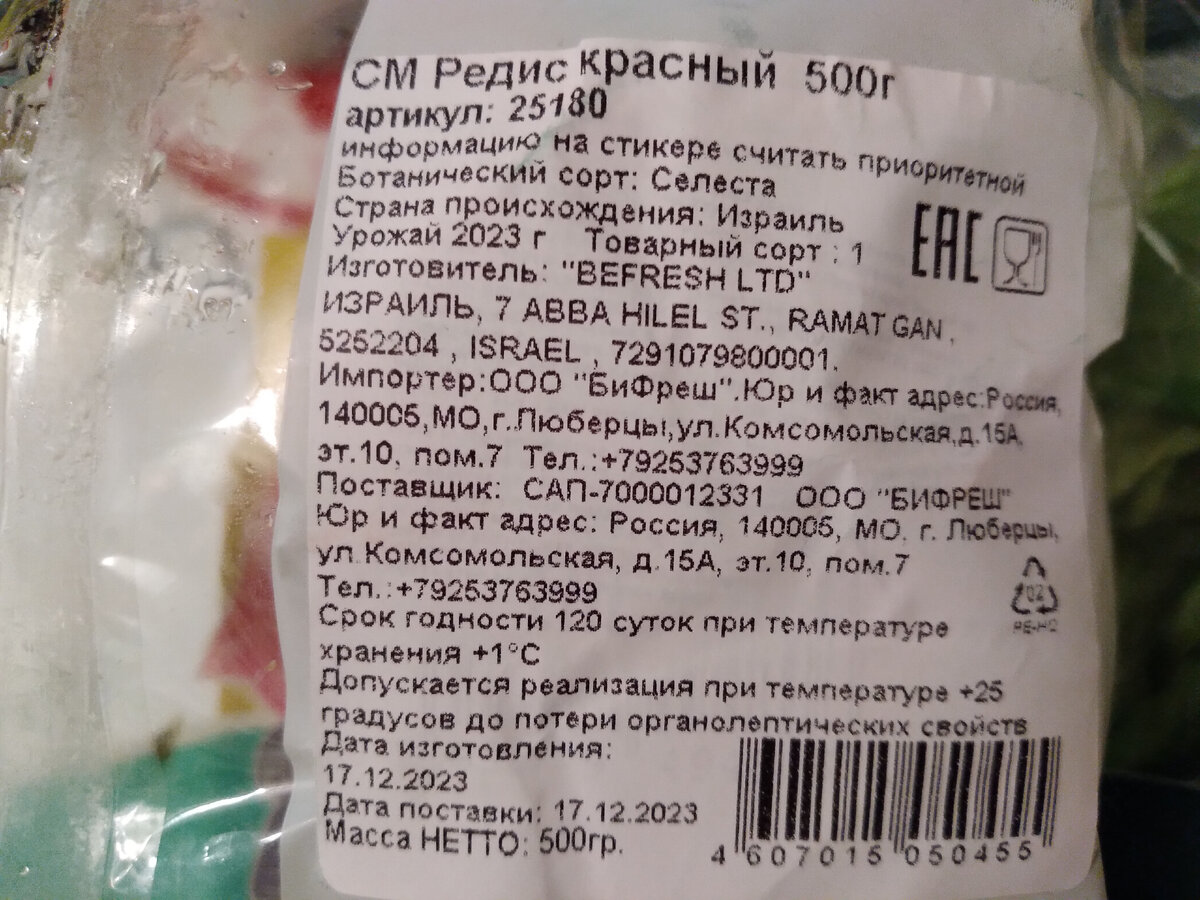 СМ Редис красный 500г
артикул: 25180
информацию на стикере считать приоритетной
Ботанический сорт: Селеста
Страна происхождения: Израиль
Урожай 2023 г Товарный сорт : 1
EAC
Изготовитель: "BEFRESH LTD"
ИЗРАИЛЬ, 7 ABBA HILEL ST., RAMAT GAN ,
5252204 , ISRAEL , 7291079800001.
Импортер:ООО "БиФреш".Юр и факт адрес:Россия,
140005,МО,г.Люберцы,ул.Комсомольская,д.15А,
эт.10, пом.7 Тел.:+79253763999
Поставщик: САП-7000012331 ООО "БИФРЕШ"
Юр и факт адрес: Россия, 140005, МО. г. Люберцы,
ул.Комсомольская, д.15А, эт.10, пом.7
Тел.:+79253763999
02
PE-HD
Срок годности 120 суток при температуре
хранения +1°С
Допускается реализация при температуре +25
градусов до потери органолептических свойств
Дата изготовления:
17.12.2023
Дата поставки: 17.12.2023
Масса НЕТТО: 500гр.
4 607015 050455